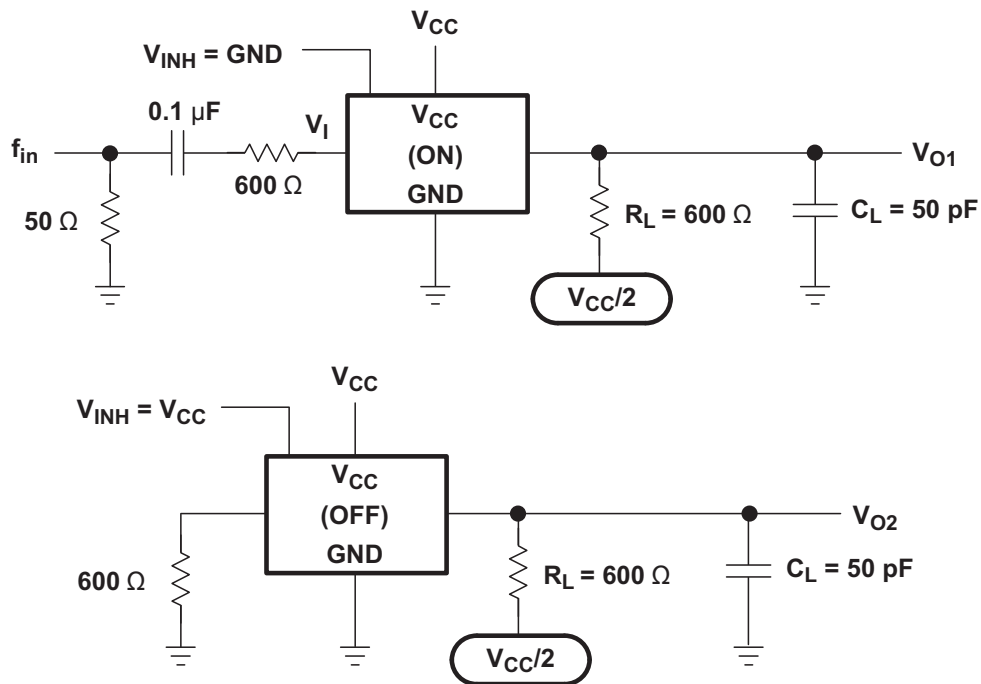 V_CC
V_INH = GND
0.1 µF
V_I
V_CC
(ON)
GND
f_in
600 Ω
50 Ω
V_O1
R_L = 600 Ω
C_L = 50 pF
V_CC/2
V_CC
V_INH = V_CC
V_CC
(OFF)
GND
V_O2
600 Ω
R_L = 600 Ω
C_L = 50 pF
V_CC/2